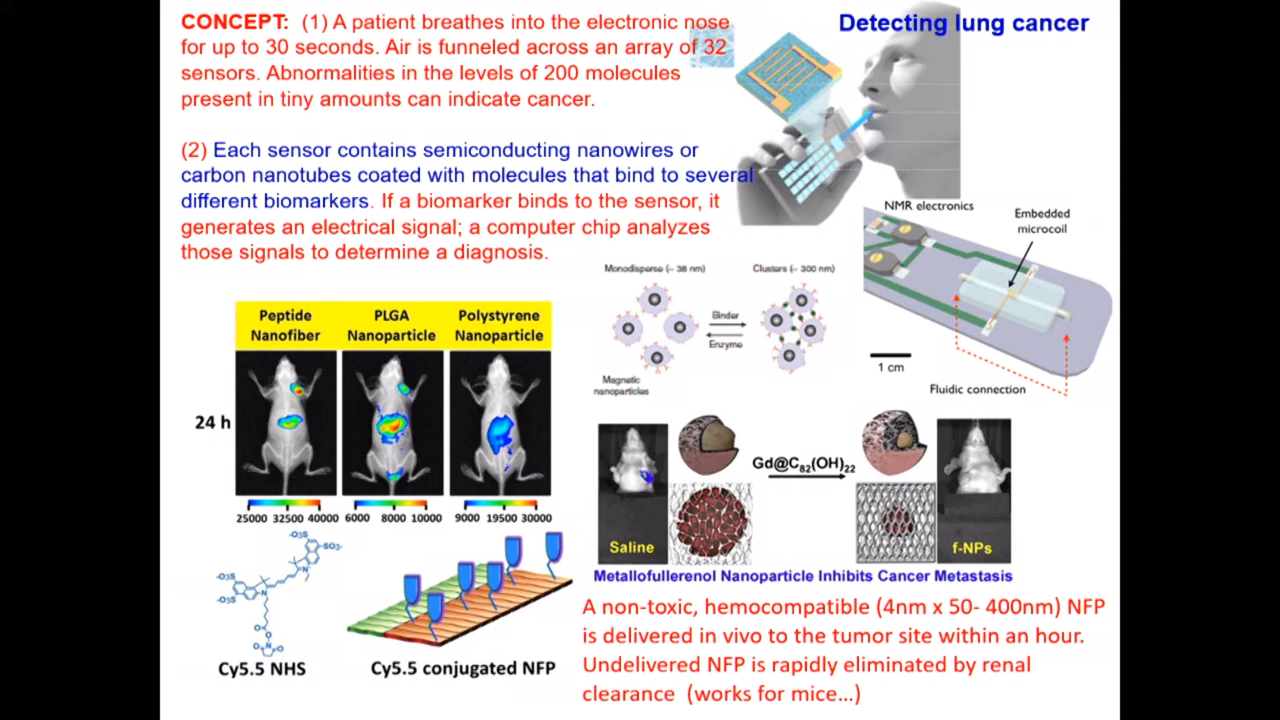 CONCEPT: (1) A patient breathes into the electronic nose
for up to 30 seconds. Air is funneled across an array of 32
sensors. Abnormalities in the levels of 200 molecules
present in tiny amounts can indicate cancer.
Detecting lung cancer
(2) Each sensor contains semiconducting nanowires or
carbon nanotubes coated with molecules that bind to several
different biomarkers. If a biomarker binds to the sensor, it
generates an electrical signal; a computer chip analyzes
those signals to determine a diagnosis.
NMR electronics
Embedded
microcoil
1 cm
Fluidic connection
Monodisperse (~ 38 nm)
Clusters (~ 300 nm)
Binder
Enzyme
Magnetic
nanoparticles
Peptide
Nanofiber
PLGA
Nanoparticle
Polystyrene
Nanoparticle
24 h
25000 32500 40000
6000 8000 10000
9000 19500 30000
Saline
Gd@C82(OH)22
f-NPs
Metallofullerenol Nanoparticle Inhibits Cancer Metastasis
-O3S
SO3-
-O3S
-O3S
N+
N
O
O
O
N
O
Cy5.5 NHS
Cy5.5 conjugated NFP
A non-toxic, hemocompatible (4nm x 50- 400nm) NFP
is delivered in vivo to the tumor site within an hour.
Undelivered NFP is rapidly eliminated by renal
clearance (works for mice…)